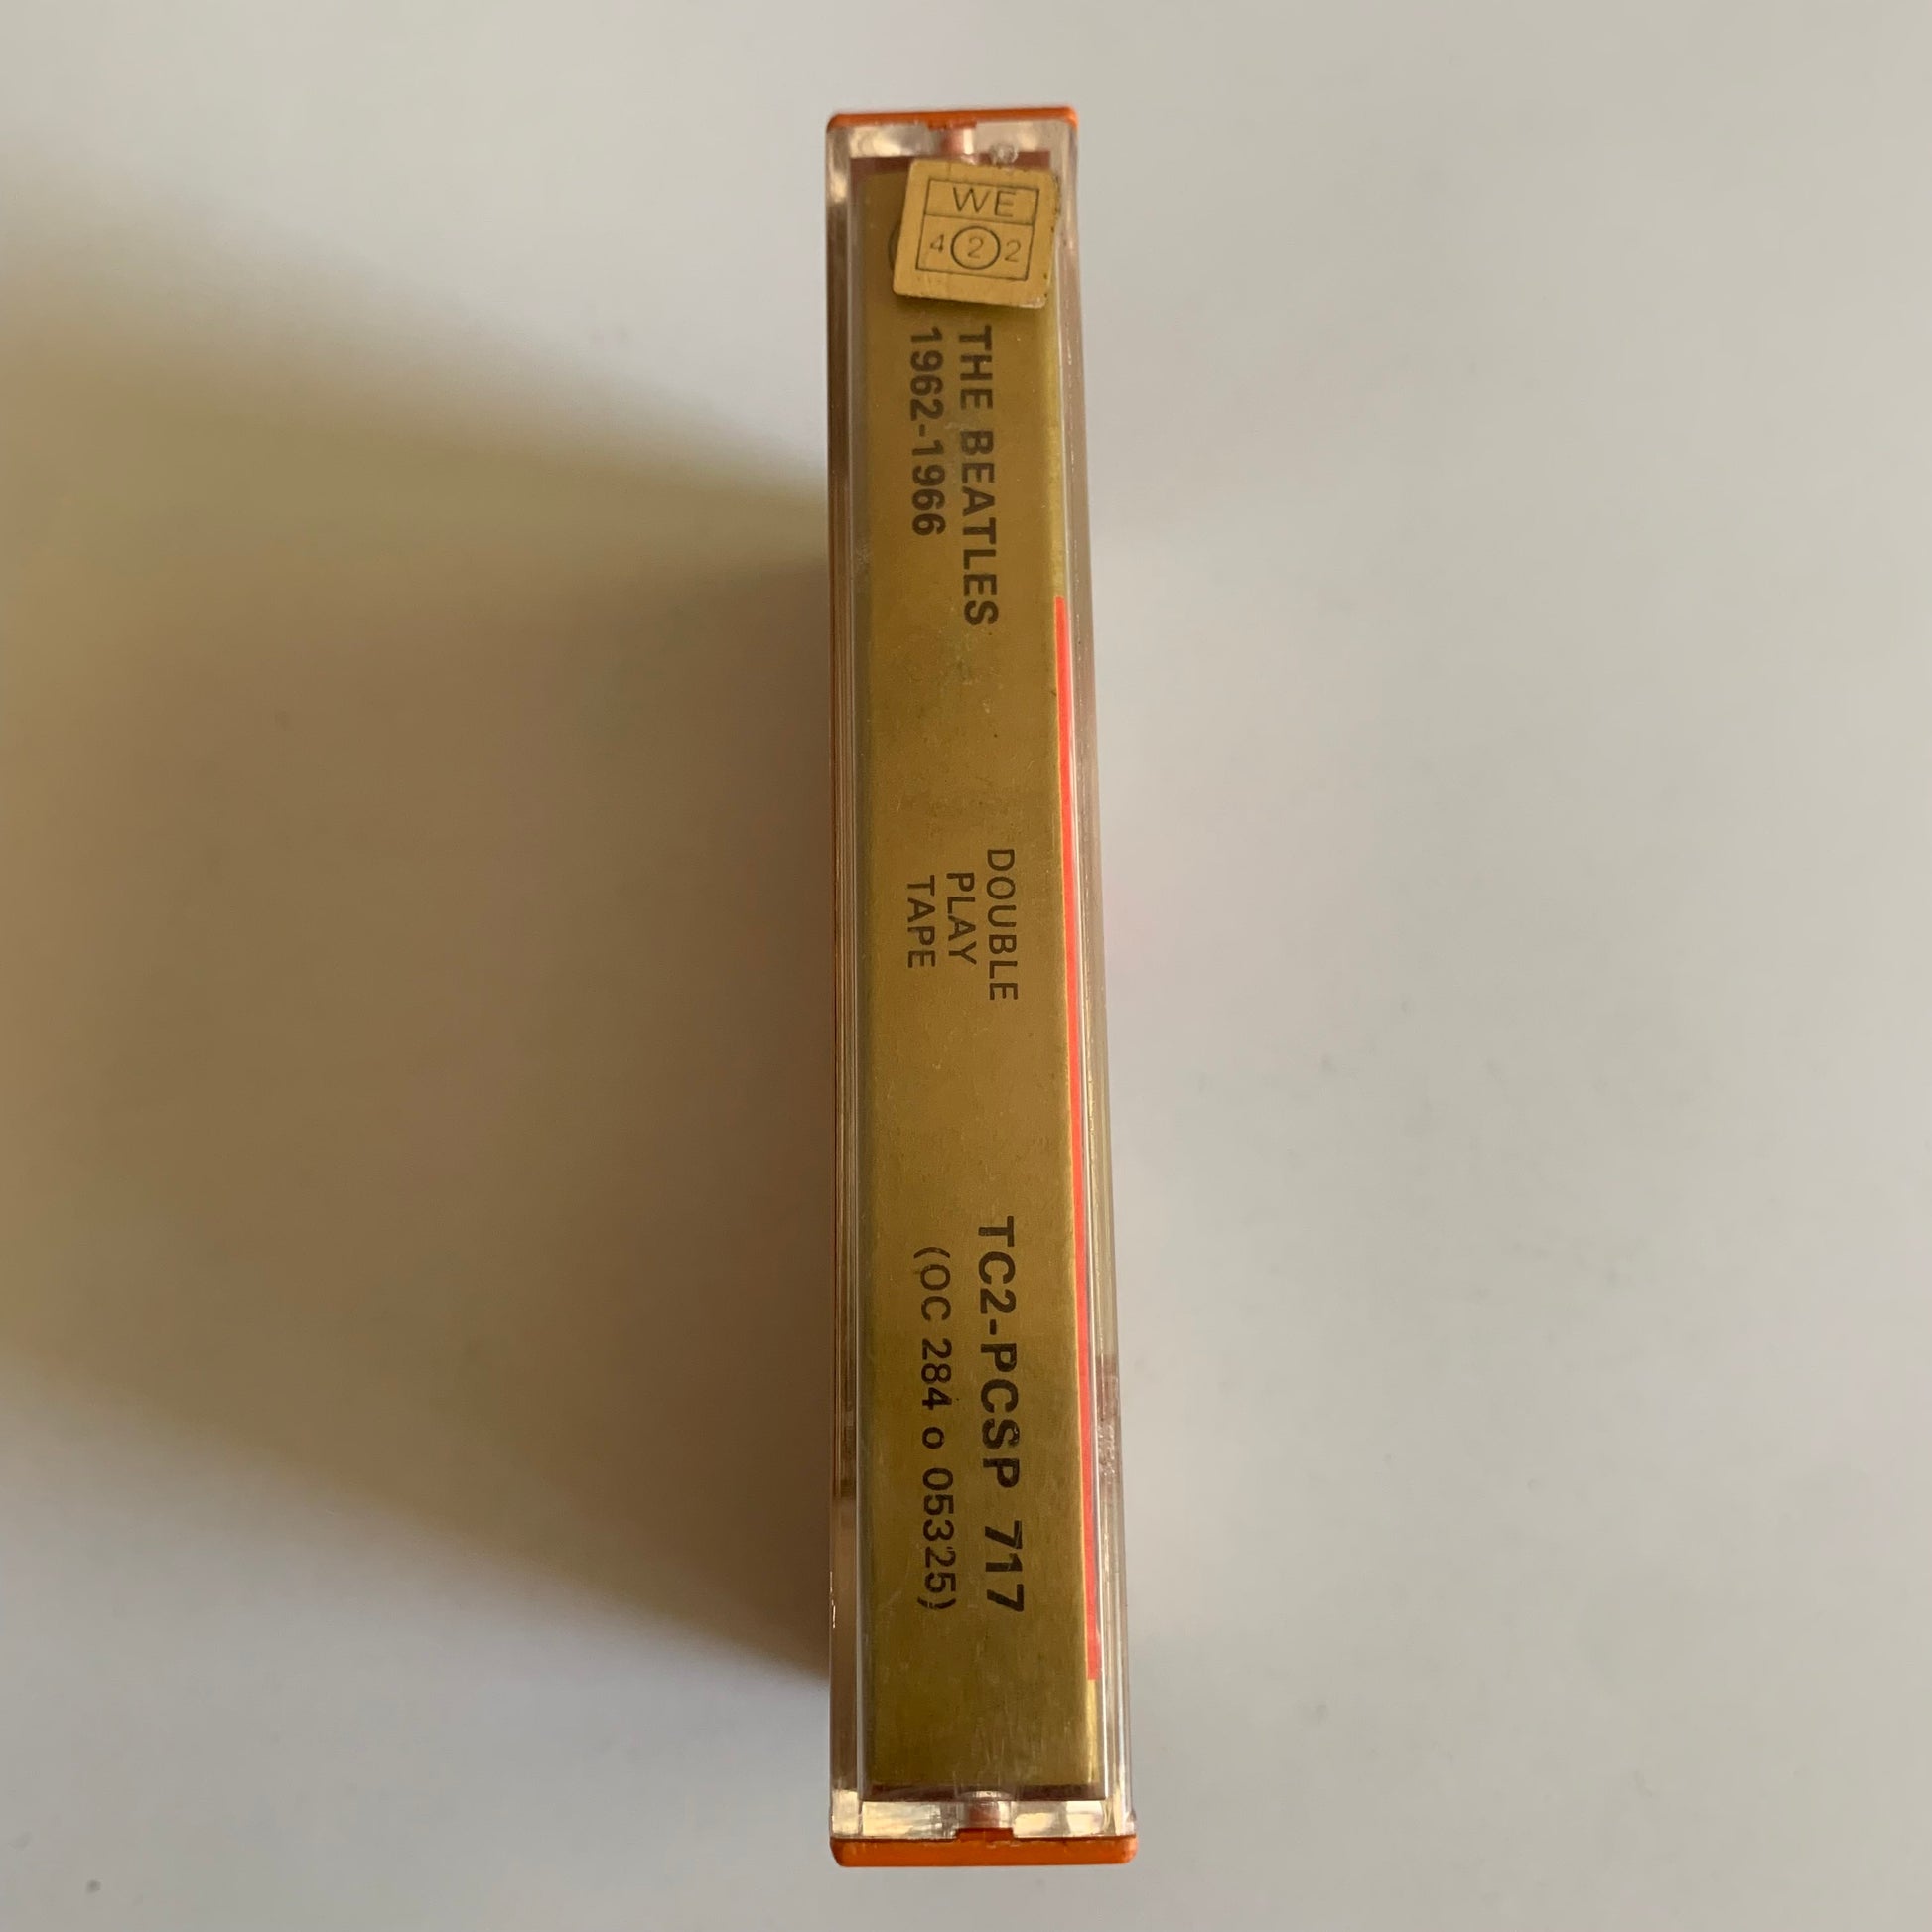 WE
4 2 2
THE BEATLES
1962-1966
DOUBLE
PLAY
TAPE
TC2-PCSP 717
(OC 284 o 05325)